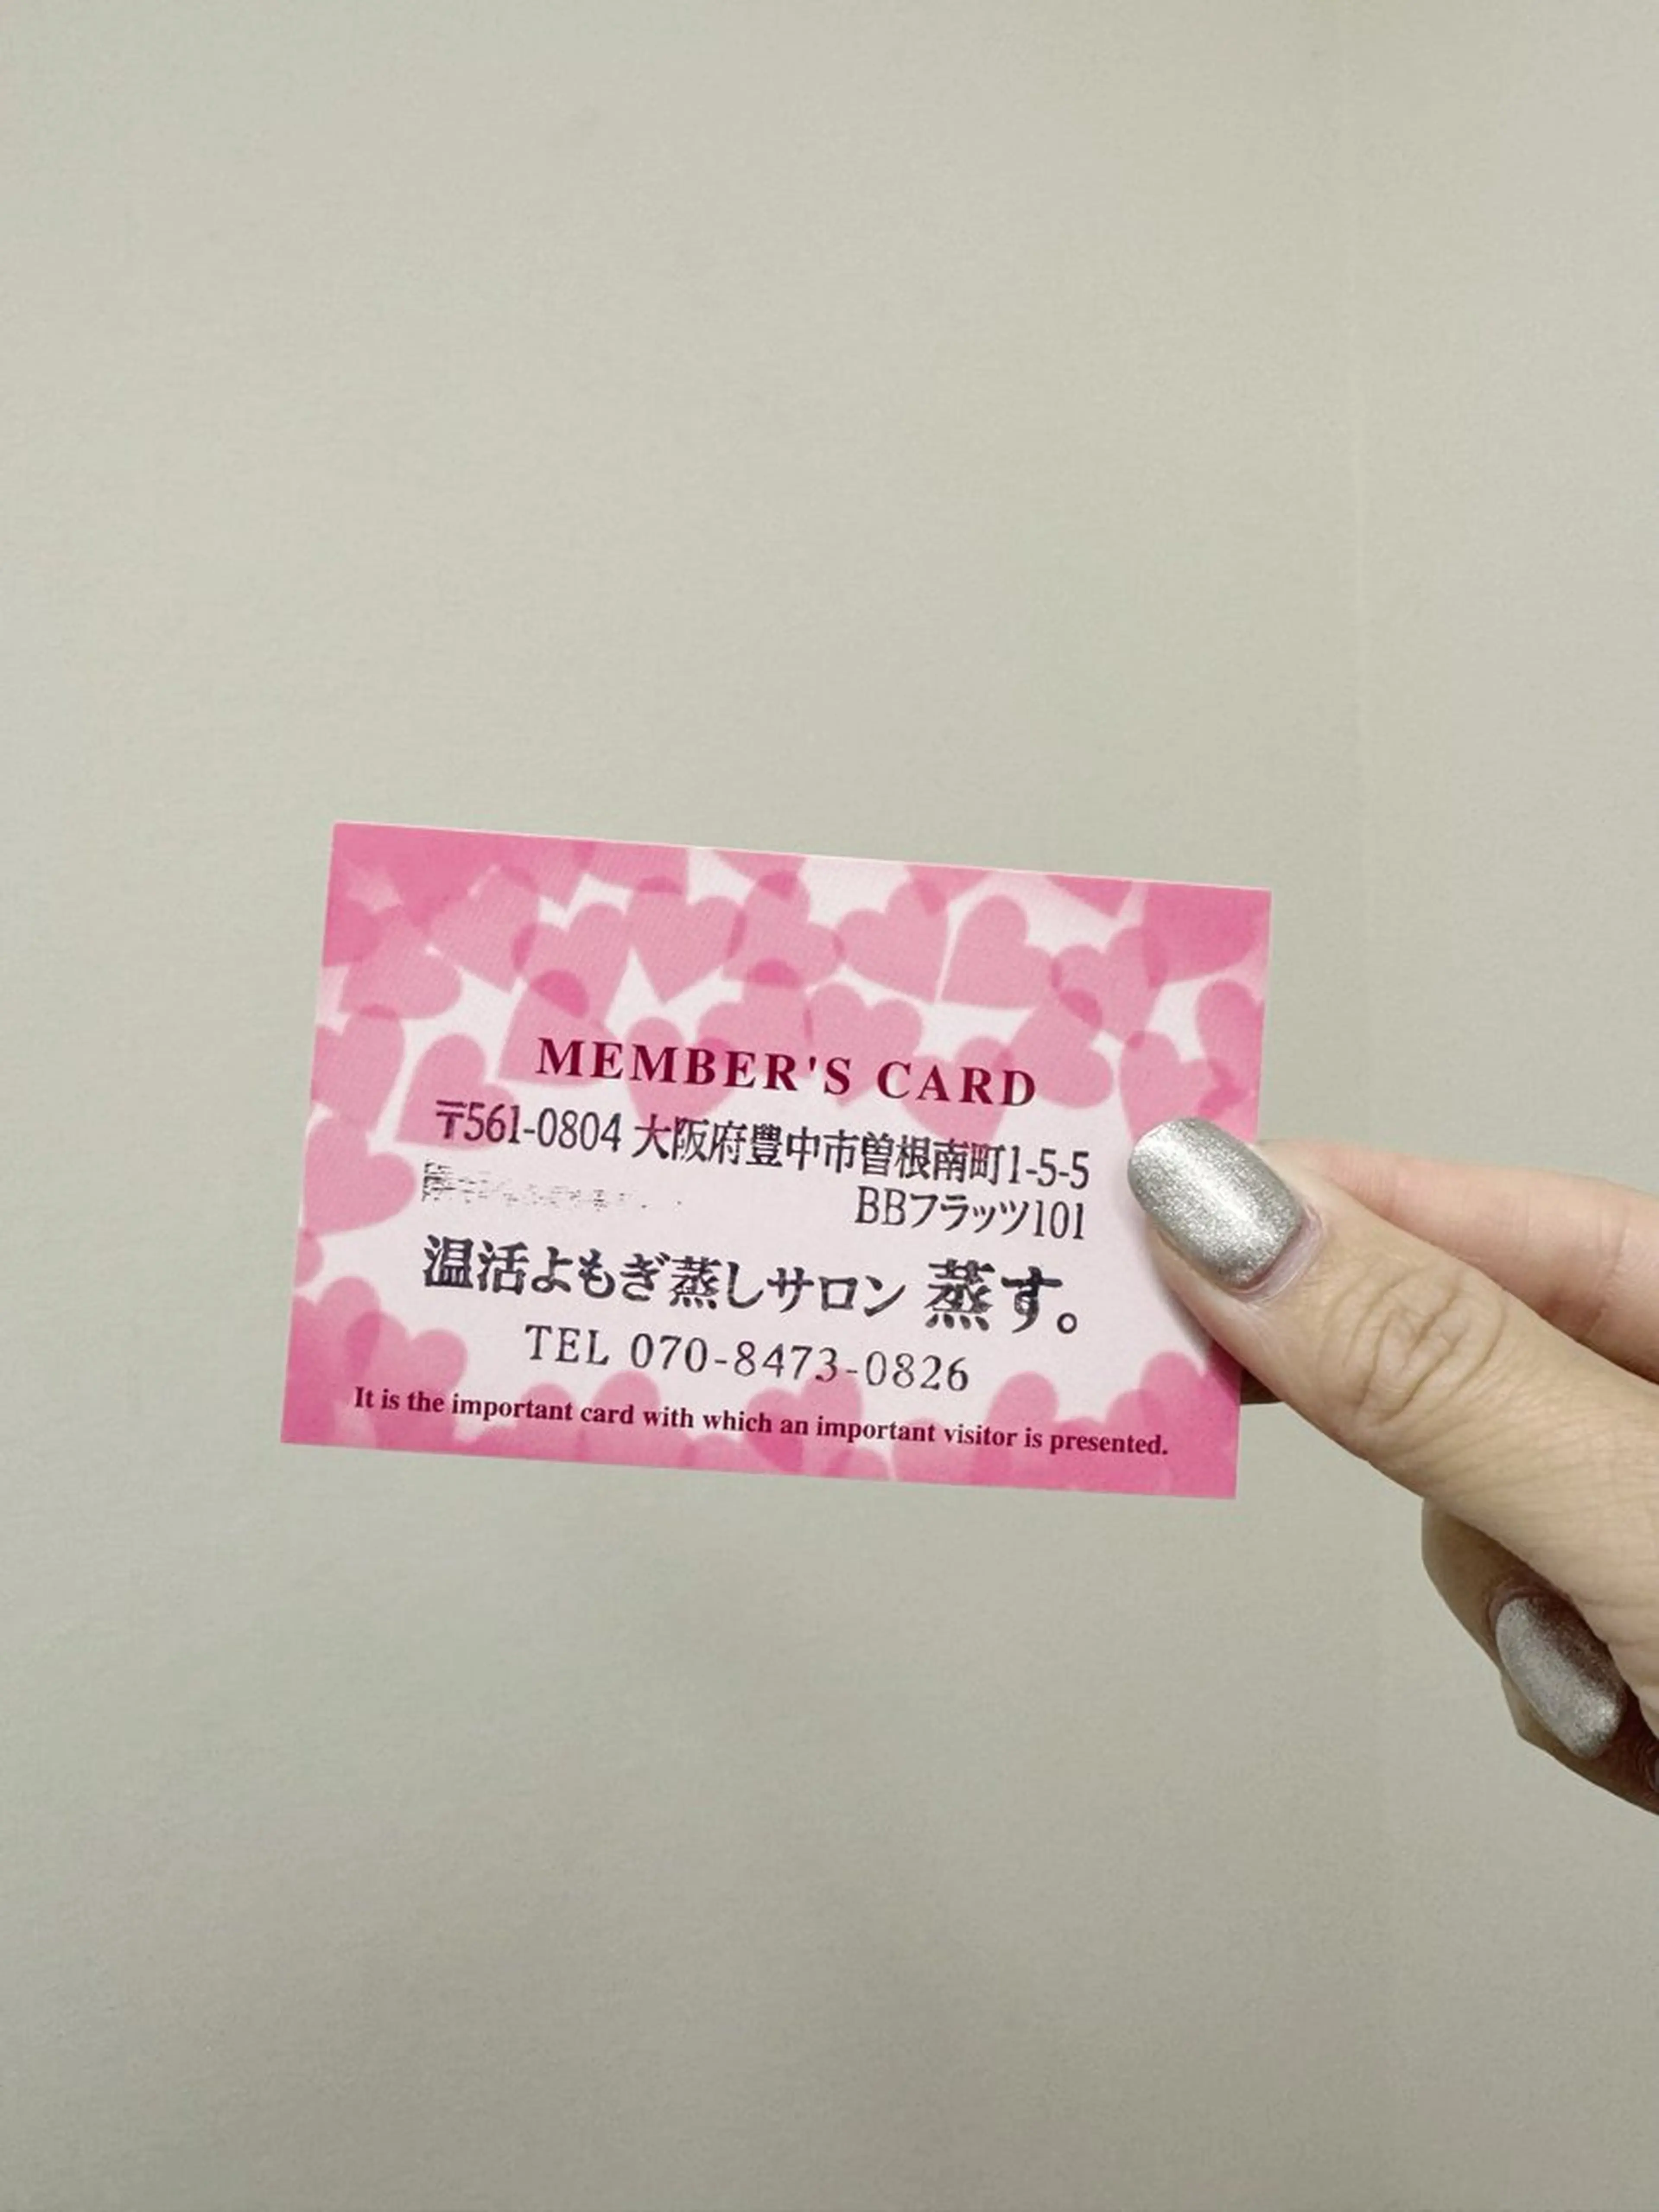 MEMBER'S CARD
〒561-0804 大阪府豊中市曽根南町1-5-5
BBフラッツ101
温活よもぎ蒸しサロン 蒸す。
TEL 070-8473-0826
It is the important card with which an important visitor is presented.